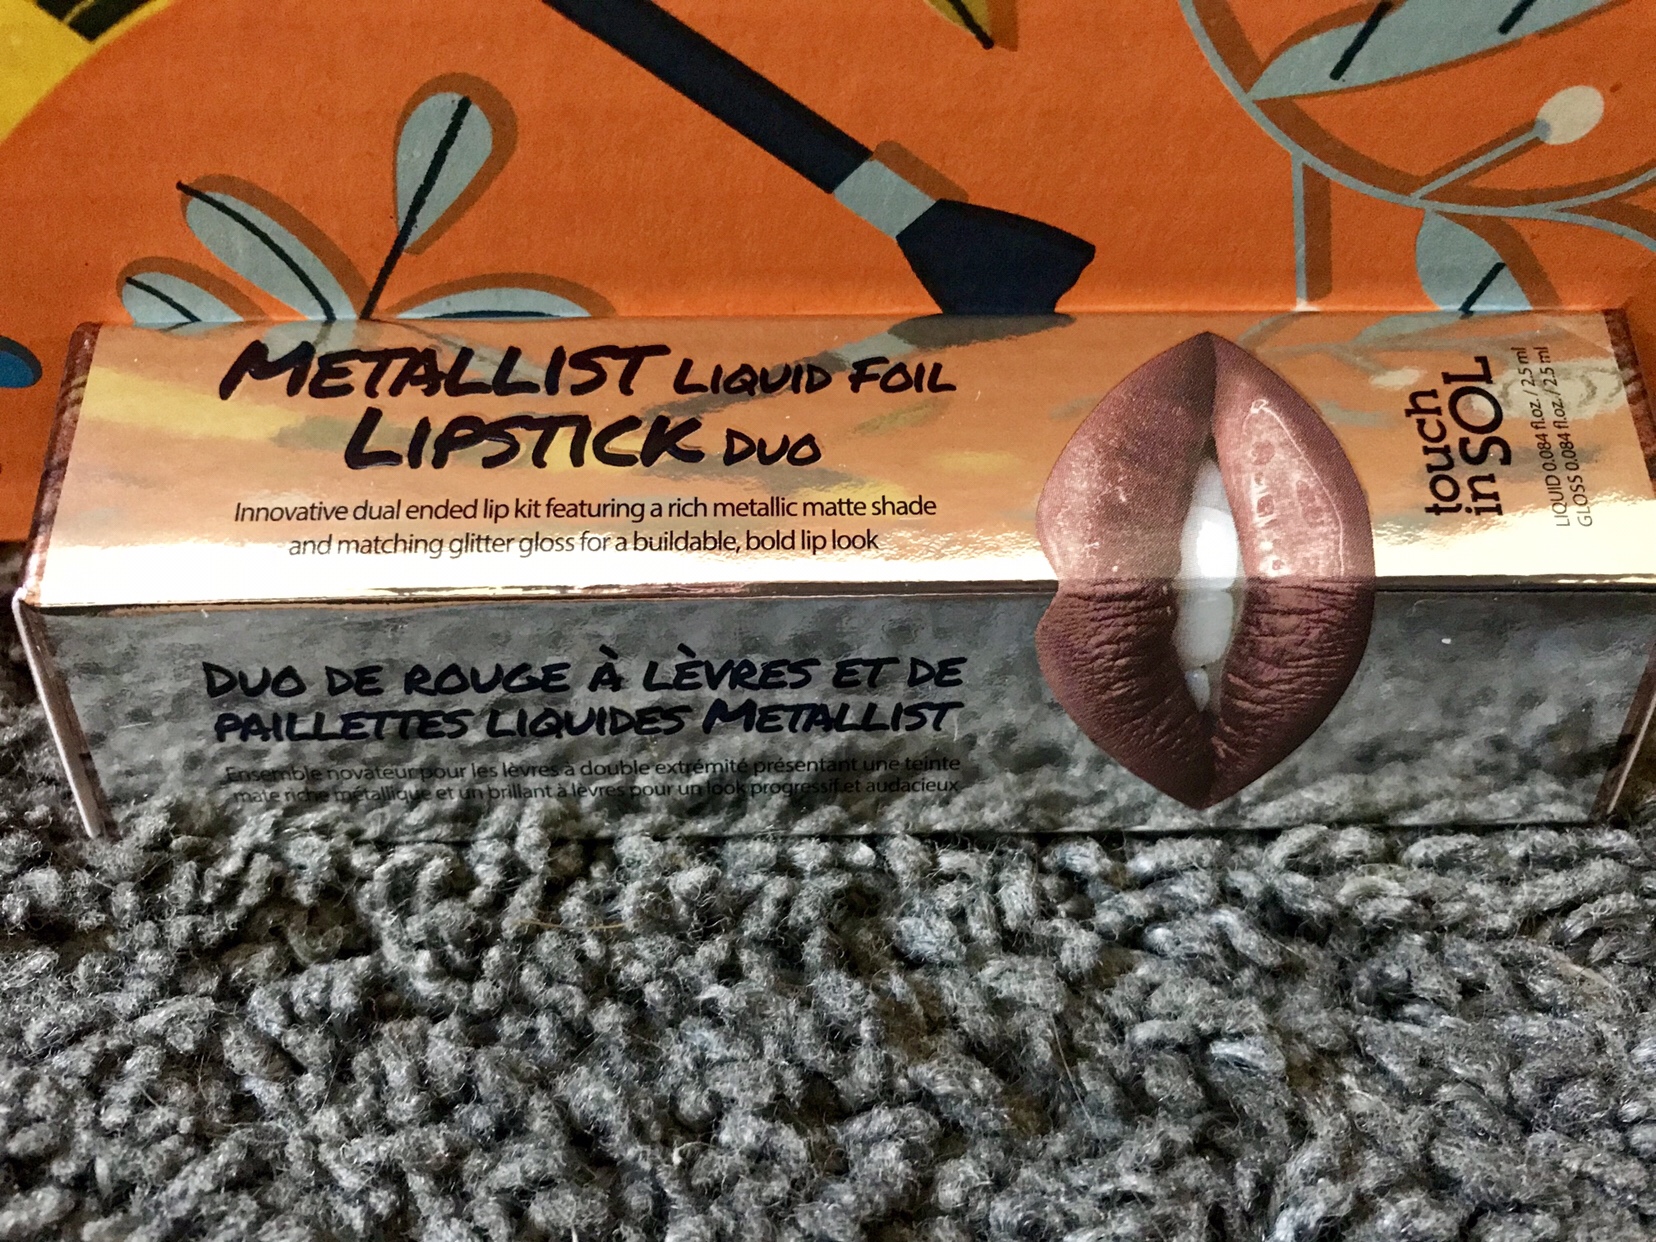 METALLIST LIQUID FOIL
LIPSTICK DUO
Innovative dual ended lip kit featuring a rich metallic matte shade
and matching glitter gloss for a buildable, bold lip look
touch
in SOL
LIQUID 0.084 fl.oz. / 2.5 ml
GLOSS 0.084 fl.oz. / 2.5 ml
DUO DE ROUGE À LÈVRES ET DE
PAILLETTES LIQUIDES METALLIST
Ensemble novateur pour les lèvres à double extrémité présentant une teinte
mate riche métallique et un brillant à lèvres pour un look progressif et audacieux